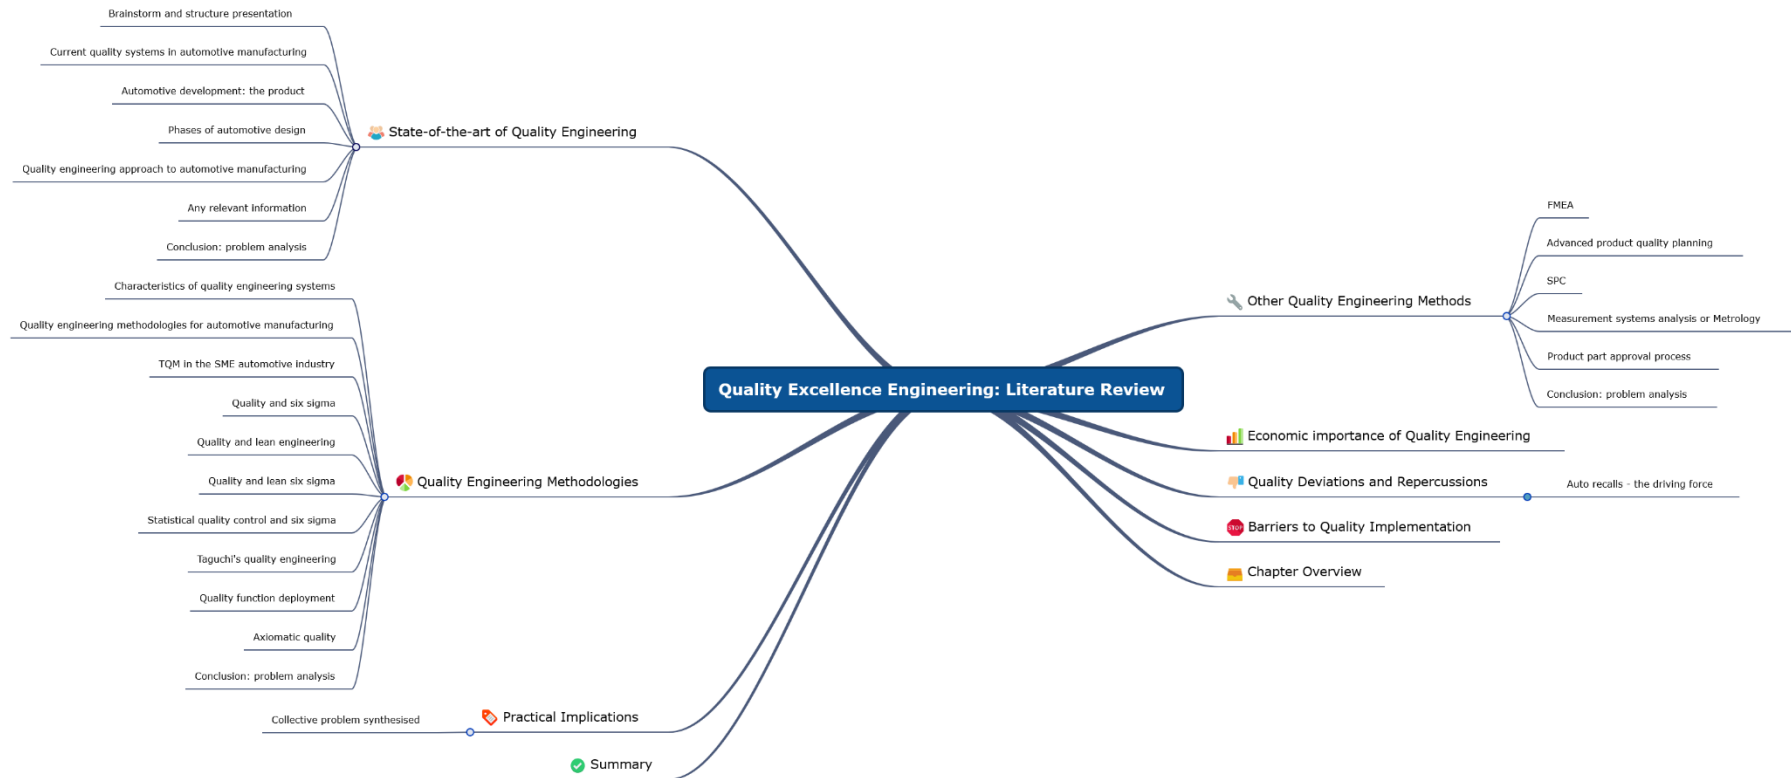 Brainstorm and structure presentation
Current quality systems in automotive manufacturing
Automotive development: the product
Phases of automotive design
Quality engineering approach to automotive manufacturing
Any relevant information
Conclusion: problem analysis
State-of-the-art of Quality Engineering
Characteristics of quality engineering systems
Quality engineering methodologies for automotive manufacturing
TQM in the SME automotive industry
Quality and six sigma
Quality and lean engineering
Quality and lean six sigma
Statistical quality control and six sigma
Taguchi's quality engineering
Quality function deployment
Axiomatic quality
Conclusion: problem analysis
Quality Engineering Methodologies
Collective problem synthesised
Practical Implications
Summary
Quality Excellence Engineering: Literature Review
Other Quality Engineering Methods
FMEA
Advanced product quality planning
SPC
Measurement systems analysis or Metrology
Product part approval process
Conclusion: problem analysis
Economic importance of Quality Engineering
Quality Deviations and Repercussions
Auto recalls - the driving force
STOP
Barriers to Quality Implementation
Chapter Overview